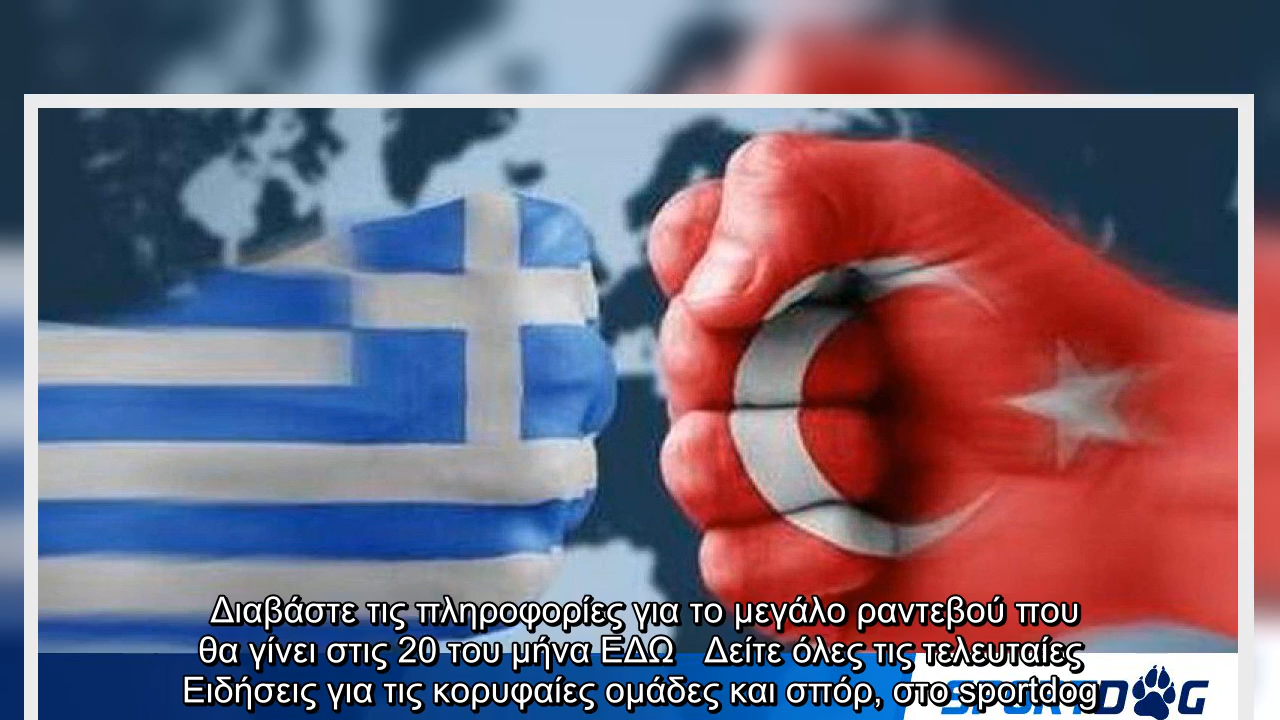 Διαβάστε τις πληροφορίες για το μεγάλο ραντεβού που
θα γίνει στις 20 του μήνα ΕΔΩ   Δείτε όλες τις τελευταίες
Ειδήσεις για τις κορυφαίες ομάδες και σπόρ, στο sportdog
SPORTDOG